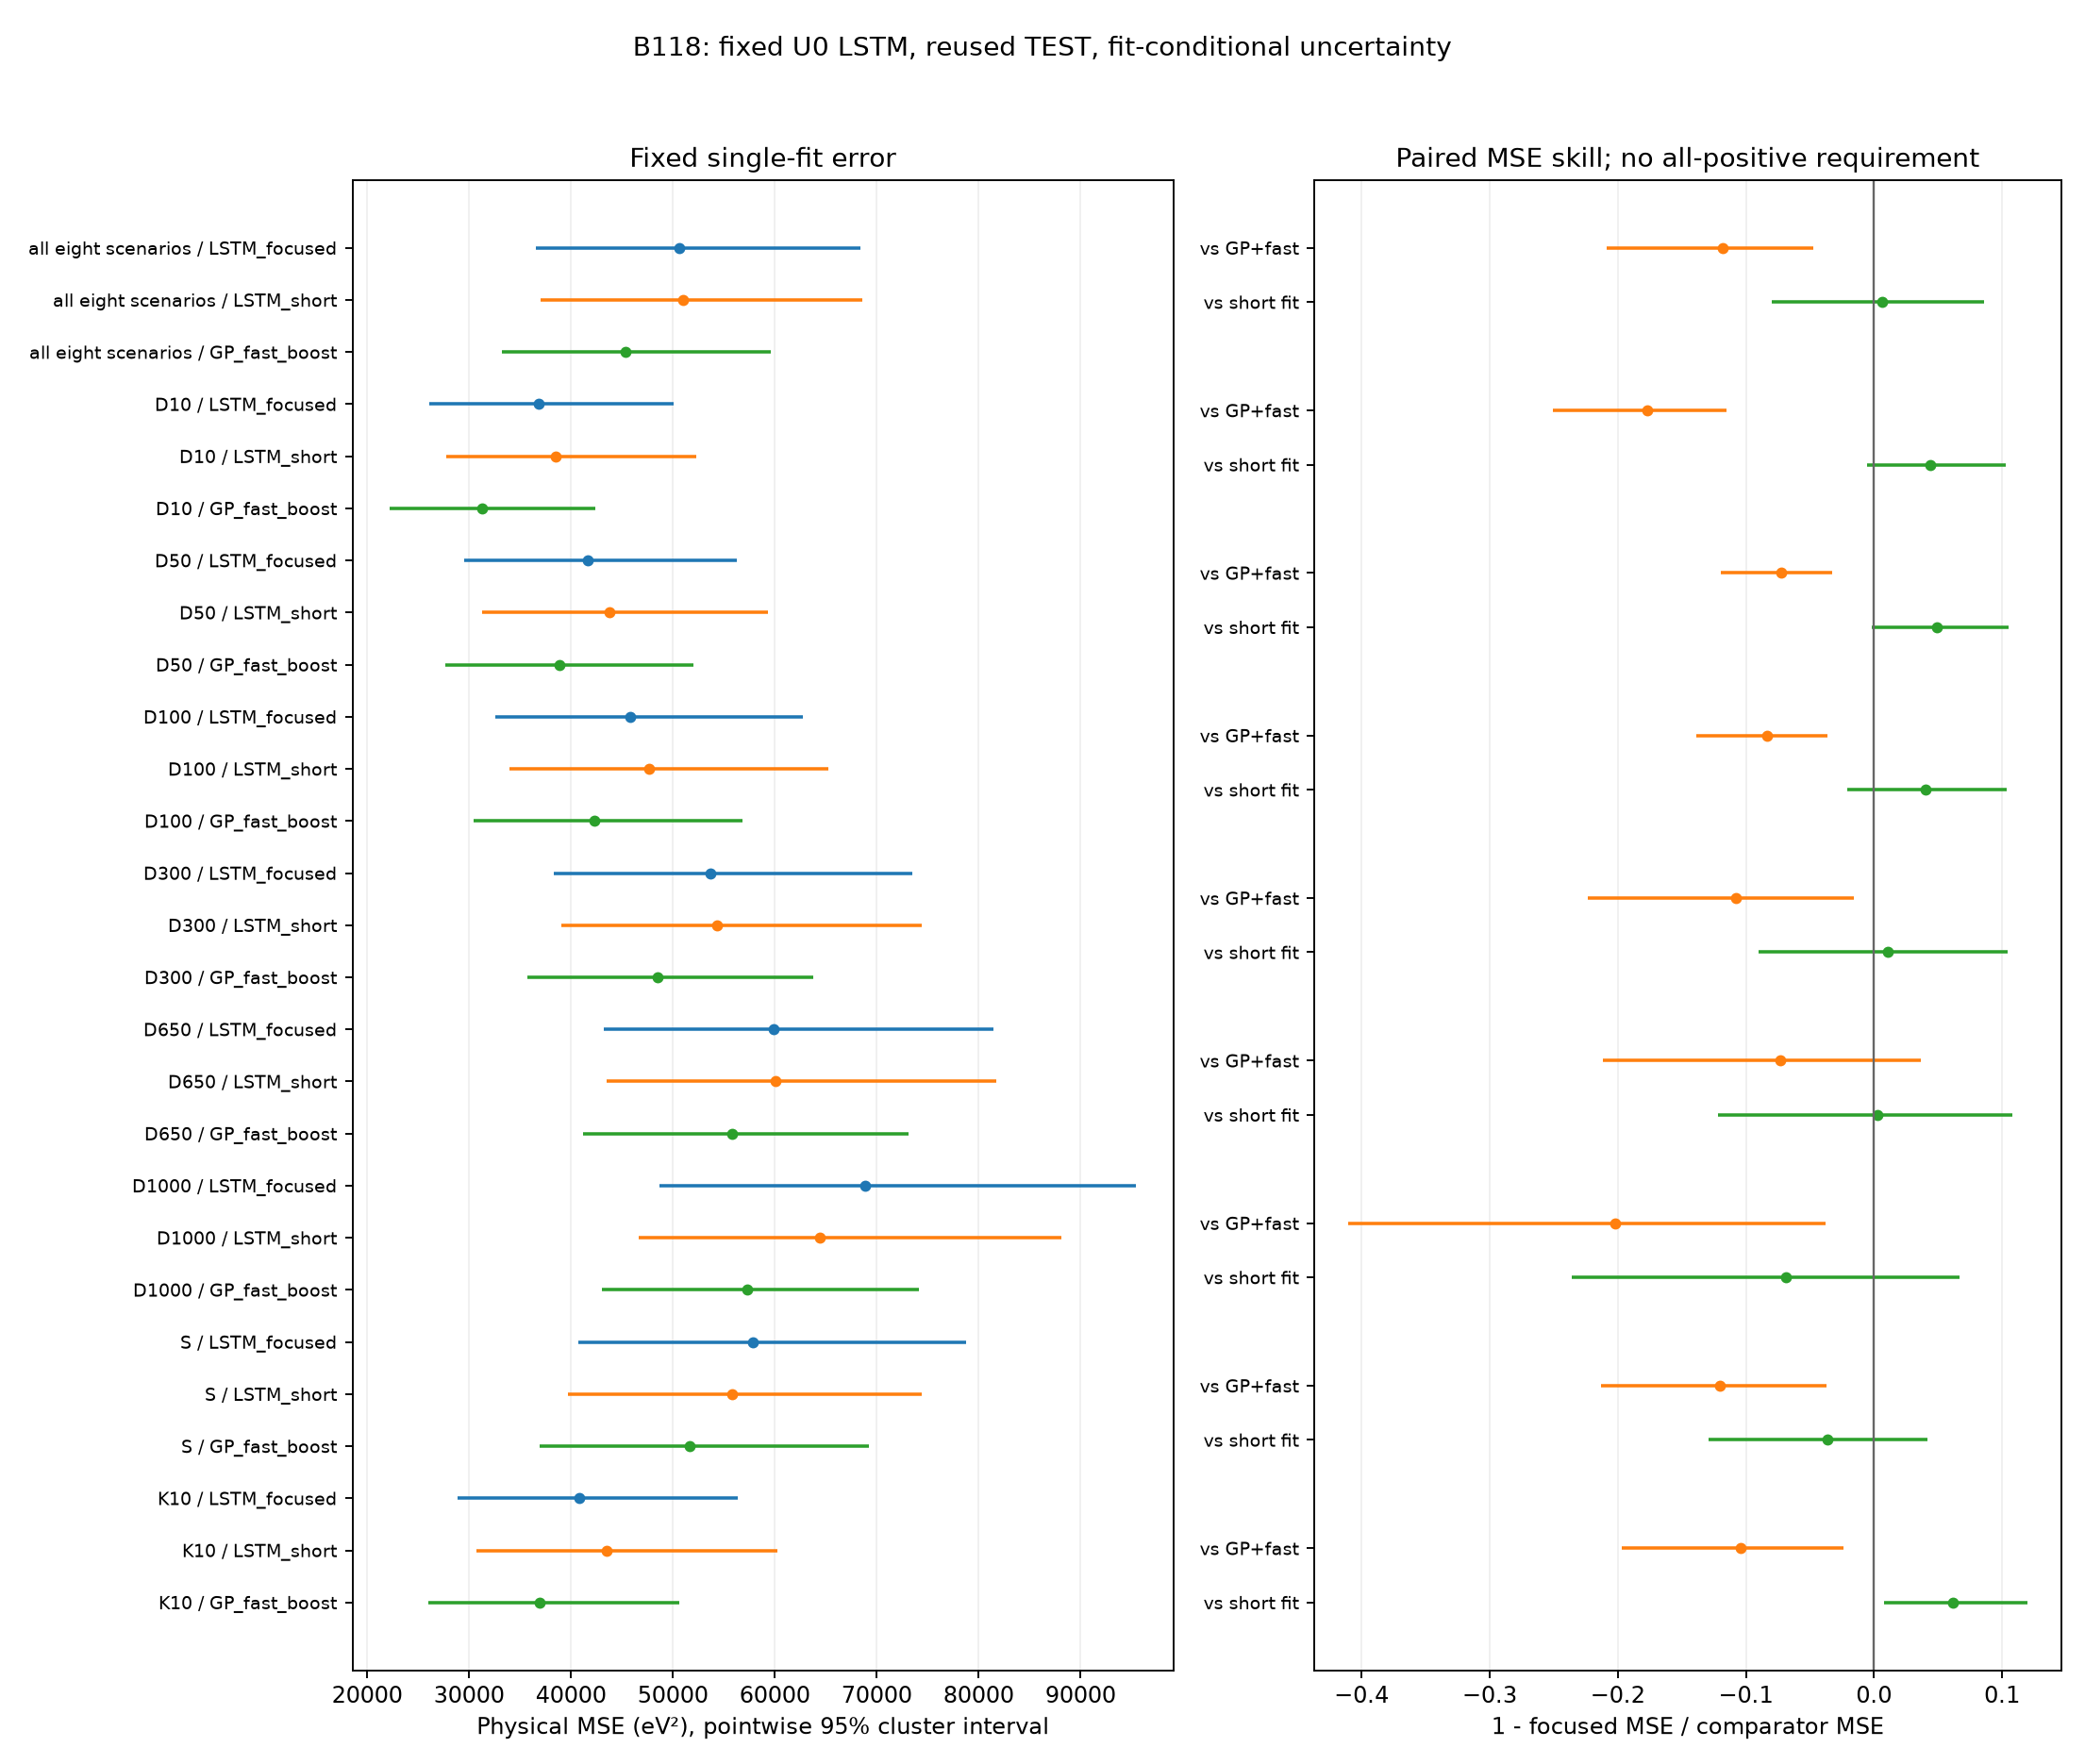 B118: fixed U0 LSTM, reused TEST, fit-conditional uncertainty
Fixed single-fit error
all eight scenarios / LSTM_focused
all eight scenarios / LSTM_short
all eight scenarios / GP_fast_boost
D10 / LSTM_focused
D10 / LSTM_short
D10 / GP_fast_boost
D50 / LSTM_focused
D50 / LSTM_short
D50 / GP_fast_boost
D100 / LSTM_focused
D100 / LSTM_short
D100 / GP_fast_boost
D300 / LSTM_focused
D300 / LSTM_short
D300 / GP_fast_boost
D650 / LSTM_focused
D650 / LSTM_short
D650 / GP_fast_boost
D1000 / LSTM_focused
D1000 / LSTM_short
D1000 / GP_fast_boost
S / LSTM_focused
S / LSTM_short
S / GP_fast_boost
K10 / LSTM_focused
K10 / LSTM_short
K10 / GP_fast_boost
20000 30000 40000 50000 60000 70000 80000 90000
Physical MSE (eV²), pointwise 95% cluster interval
Paired MSE skill; no all-positive requirement
vs GP+fast
vs short fit
vs GP+fast
vs short fit
vs GP+fast
vs short fit
vs GP+fast
vs short fit
vs GP+fast
vs short fit
vs GP+fast
vs short fit
vs GP+fast
vs short fit
vs GP+fast
vs short fit
vs GP+fast
vs short fit
−0.4 −0.3 −0.2 −0.1 0.0 0.1
1 - focused MSE / comparator MSE